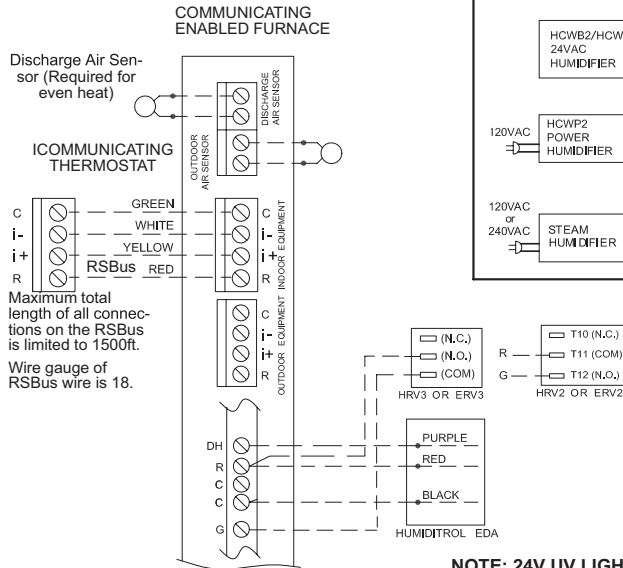 COMMUNICATING
ENABLED FURNACE
Discharge Air Sen-
sor (Required for
even heat)
DISCHARGE
AIR SENSOR
OUTDOOR
AIR SENSOR
ICOMMUNICATING
THERMOSTAT
C GREEN C
i- WHITE i-
i+ YELLOW i+
R RSBus RED R
INDOOR EQUIPMENT
Maximum total
length of all connec-
tions on the RSBus
is limited to 1500ft.
Wire gauge of
RSBus wire is 18.
C
i-
i+
R
OUTDOOR EQUIPMENT
DH
R
C
C
G
(N.C.)
(N.O.)
(COM)
HRV3 OR ERV3
T10 (N.C.)
R T11 (COM)
G T12 (N.O.)
HRV2 OR ERV2
PURPLE
RED
BLACK
HUMIDITROL EDA
HCWB2/HCW
24VAC
HUMIDIFIER
120VAC
HCWP2
POWER
HUMIDIFIER
120VAC
or
240VAC
STEAM
HUMIDIFIER
NOTE: 24V UV LIGH